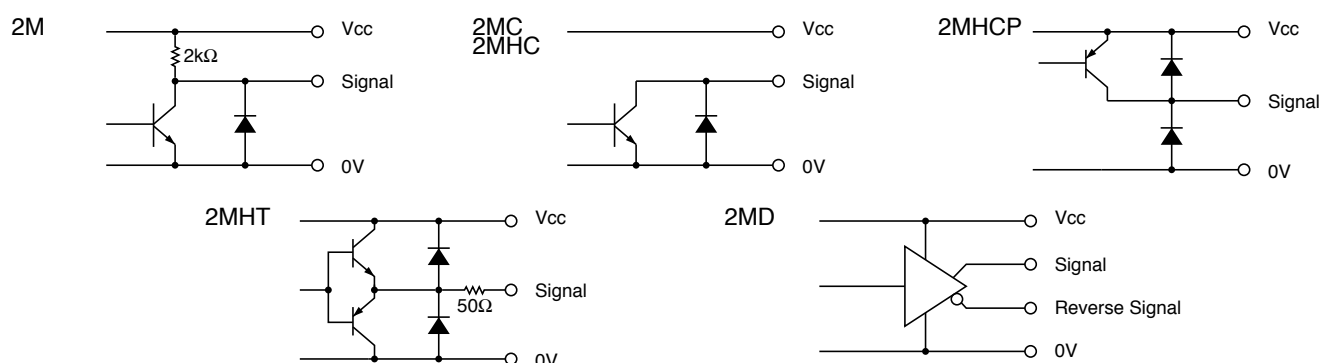 2M
Vcc
2kΩ
Signal
0V
2MC
2MHC
Vcc
Signal
0V
2MHCP
Vcc
Signal
0V
2MHT
Vcc
Signal
50Ω
0V
2MD
Vcc
Signal
Reverse Signal
0V